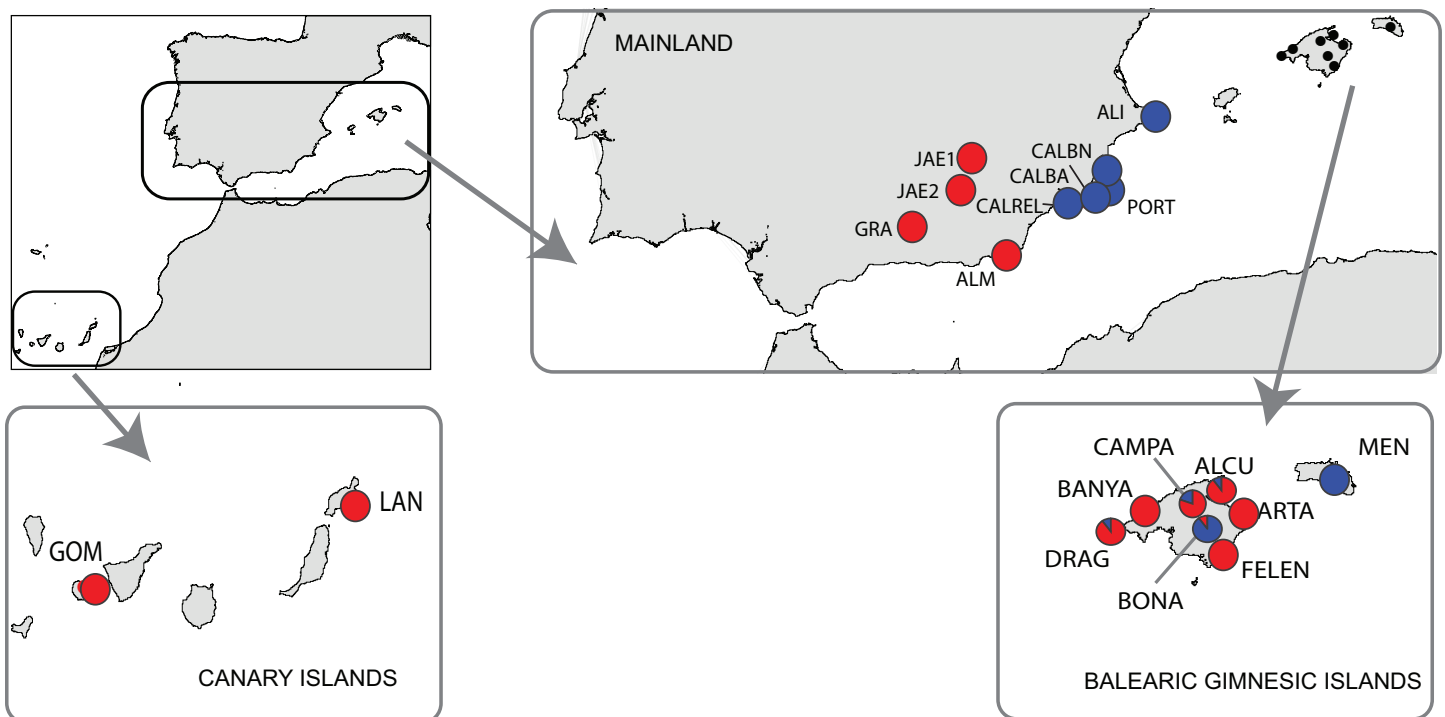 MAINLAND
ALI
JAE1
CALBN
CALBA
JAE2
CALREL
PORT
GRA
ALM
LAN
GOM
CANARY ISLANDS
CAMPA
MEN
ALCU
BANYA
ARTA
DRAG
FELEN
BONA
BALEARIC GIMNESIC ISLANDS